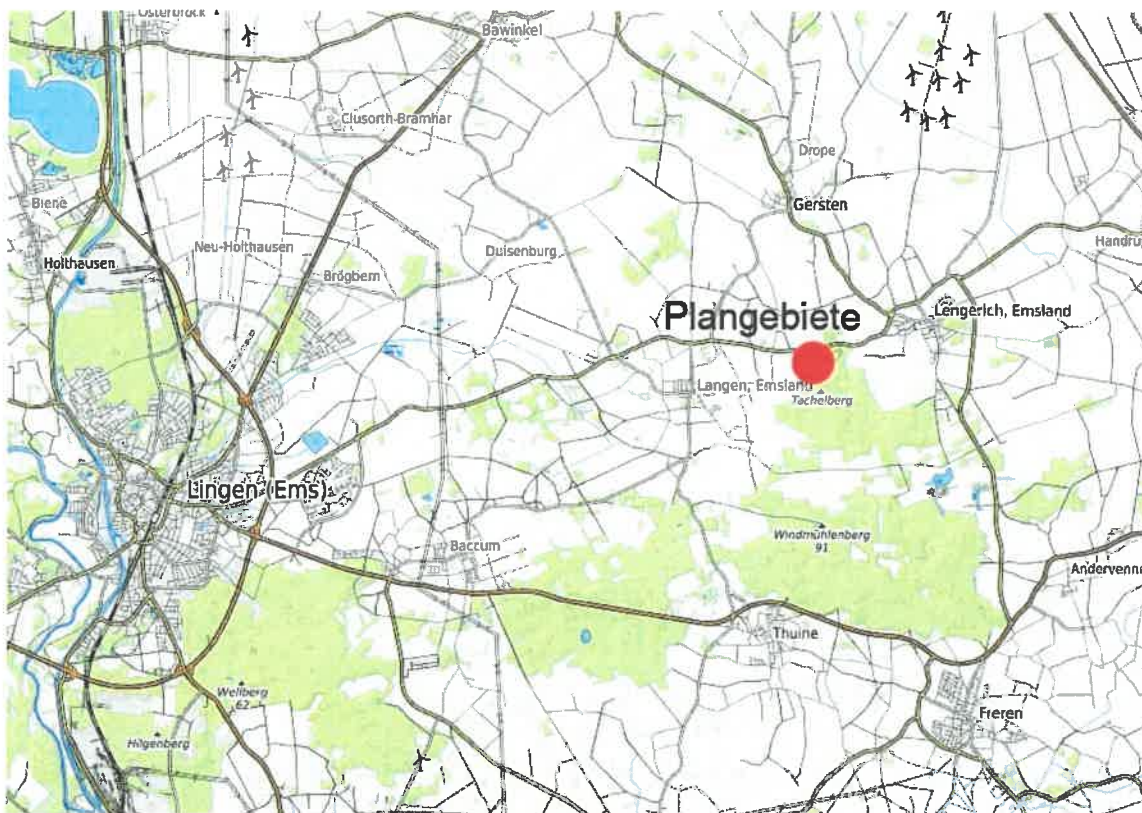 Osterbrock
Bawinkel
Clusorth-Bramhar
Drope
Biene
Gersten
Neu-Holthausen
Duisenburg
Handru
Holthausen
Brögbern
Plangebiete
Lengerich, Emsland
Langen, Emsland
Tachelberg
Lingen (Ems)
Windmühlenberg
91
Baccum
Andervenne
Thuine
Wellberg
62
Freren
Hilgenberg